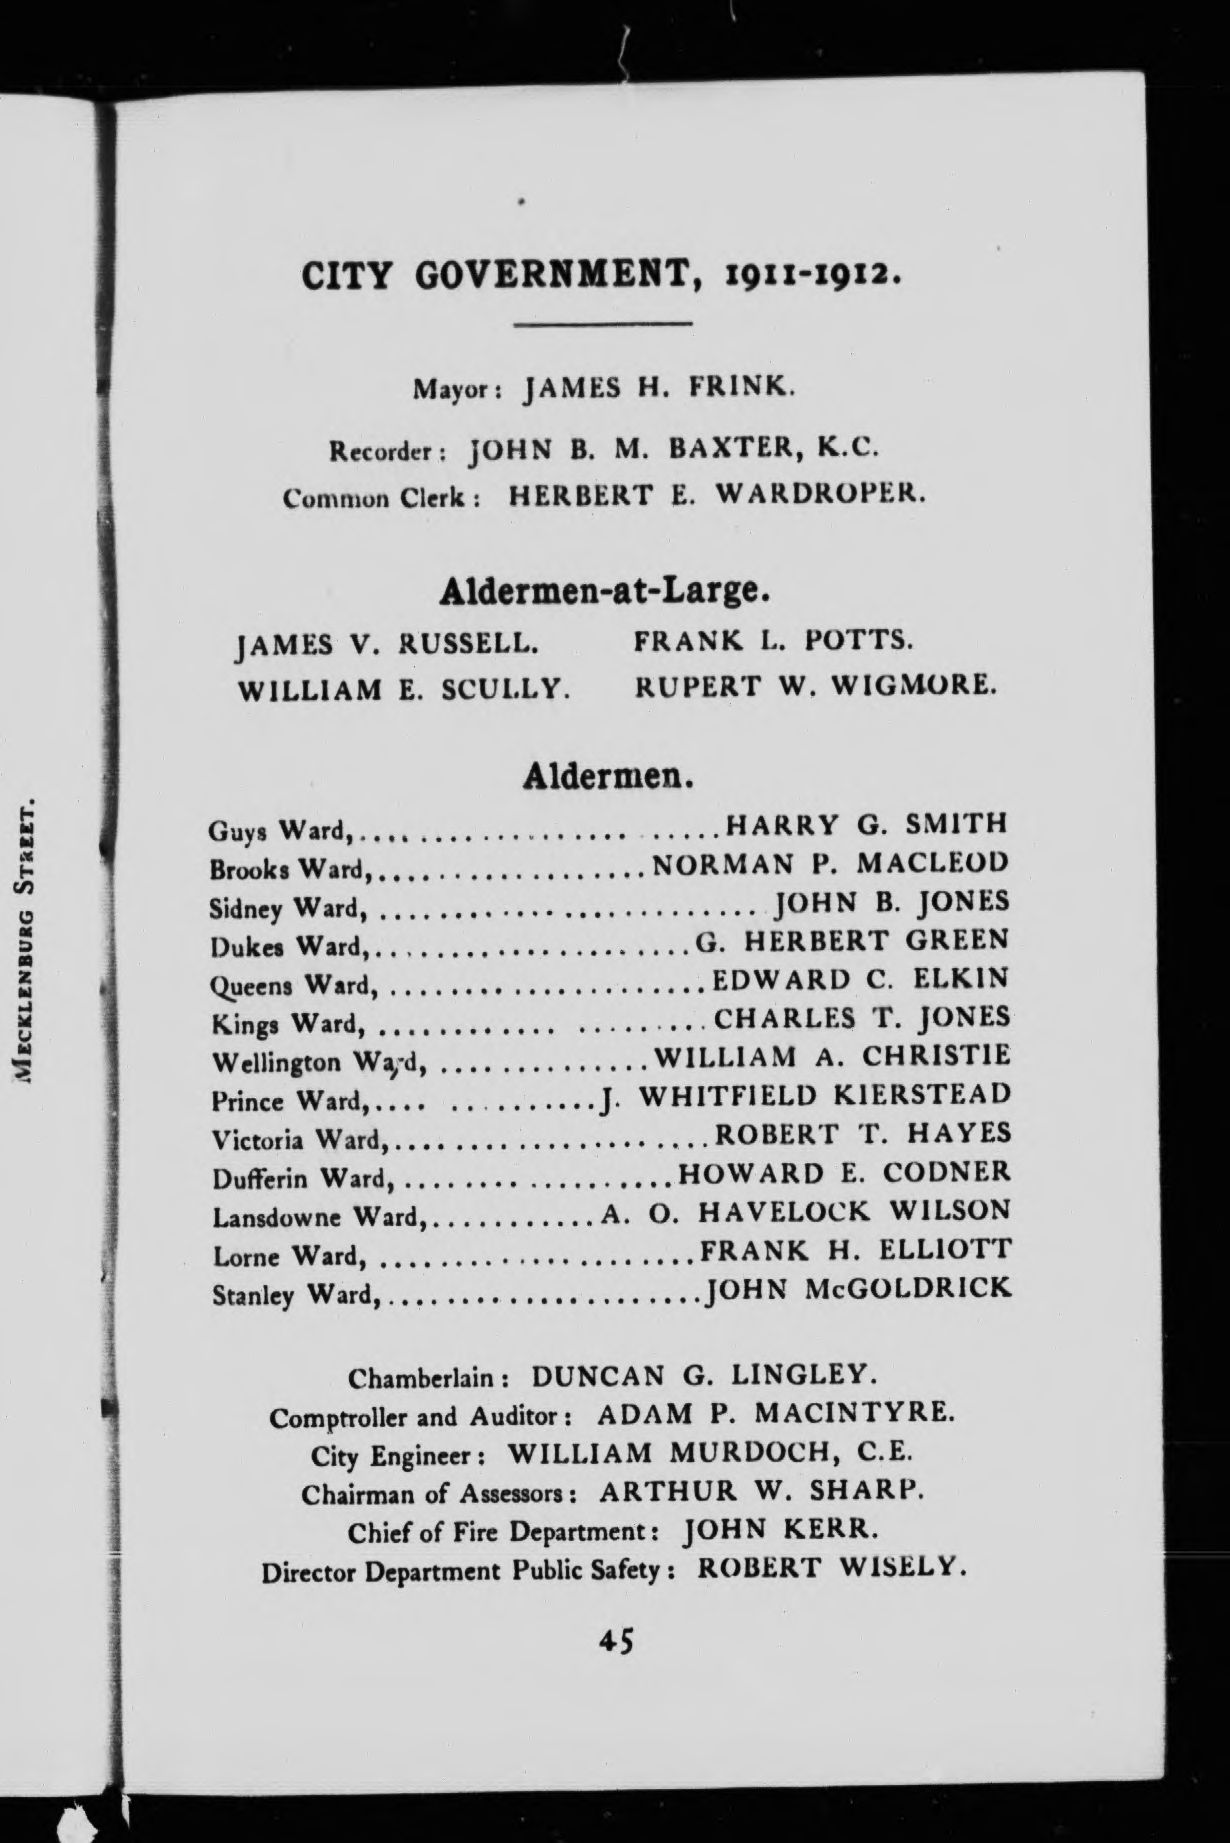 MECKLENBURG STREET.
CITY GOVERNMENT, 1911-1912.
Mayor: JAMES H. FRINK.
Recorder: JOHN B. M. BAXTER, K.C.
Common Clerk: HERBERT E. WARDROPER.
Aldermen-at-Large.
JAMES V. RUSSELL. FRANK L. POTTS.
WILLIAM E. SCULLY. RUPERT W. WIGMORE.
Aldermen.
Guys Ward,........................HARRY G. SMITH
Brooks Ward,..................NORMAN P. MACLEOD
Sidney Ward, .........................JOHN B. JONES
Dukes Ward,.....................G. HERBERT GREEN
Queens Ward, .....................EDWARD C. ELKIN
Kings Ward, .....................CHARLES T. JONES
Wellington Ward, ..............WILLIAM A. CHRISTIE
Prince Ward,..............J. WHITFIELD KIERSTEAD
Victoria Ward,.....................ROBERT T. HAYES
Dufferin Ward, ..................HOWARD E. CODNER
Lansdowne Ward,...........A. O. HAVELOCK WILSON
Lorne Ward, .....................FRANK H. ELLIOTT
Stanley Ward,.....................JOHN McGOLDRICK
Chamberlain: DUNCAN G. LINGLEY.
Comptroller and Auditor: ADAM P. MACINTYRE.
City Engineer: WILLIAM MURDOCH, C.E.
Chairman of Assessors: ARTHUR W. SHARP.
Chief of Fire Department: JOHN KERR.
Director Department Public Safety: ROBERT WISELY.
45